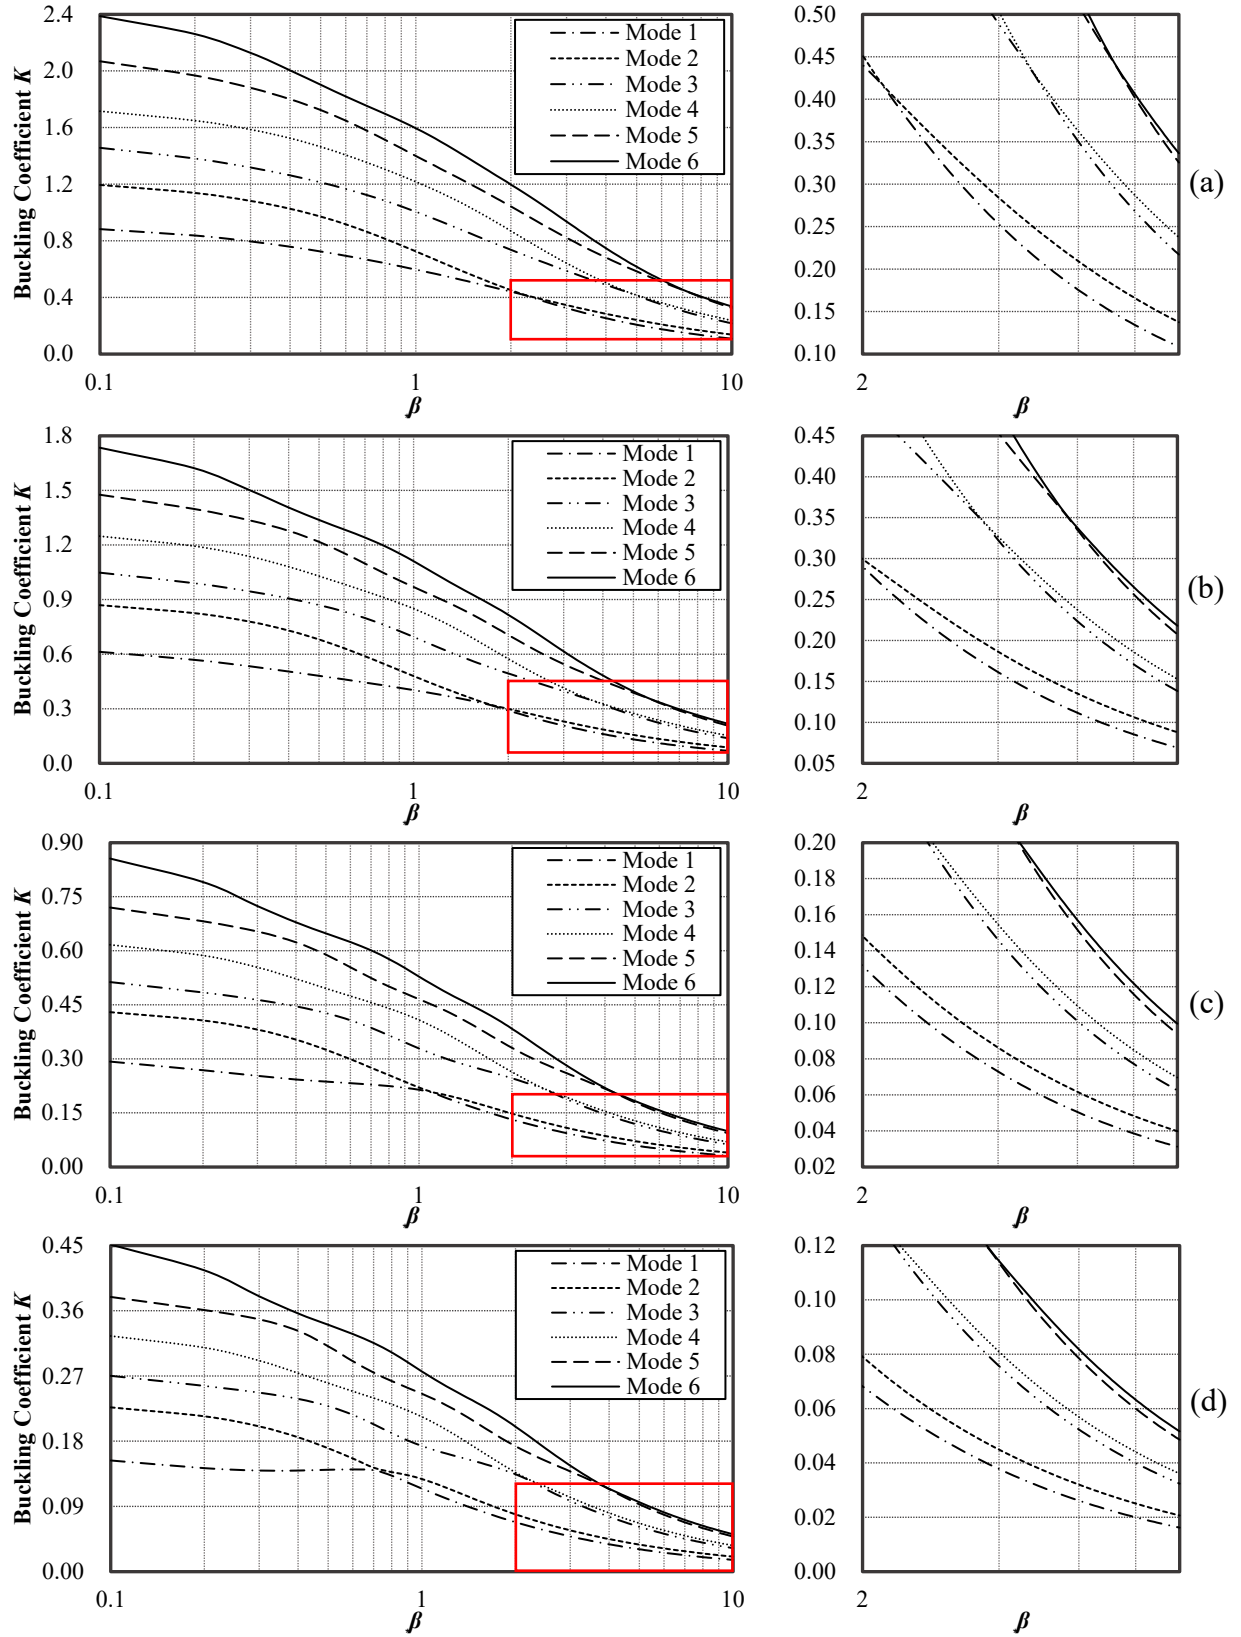 Buckling Coefficient K
2.4
2.0
1.6
1.2
0.8
0.4
0.0
0.1
1
10
β
Mode 1
Mode 2
Mode 3
Mode 4
Mode 5
Mode 6
0.50
0.45
0.40
0.35
0.30
0.25
0.20
0.15
0.10
2
β
(a)
Buckling Coefficient K
1.8
1.5
1.2
0.9
0.6
0.3
0.0
0.1
1
10
β
Mode 1
Mode 2
Mode 3
Mode 4
Mode 5
Mode 6
0.45
0.40
0.35
0.30
0.25
0.20
0.15
0.10
0.05
2
β
(b)
Buckling Coefficient K
0.90
0.75
0.60
0.45
0.30
0.15
0.00
0.1
1
10
β
Mode 1
Mode 2
Mode 3
Mode 4
Mode 5
Mode 6
0.20
0.18
0.16
0.14
0.12
0.10
0.08
0.06
0.04
0.02
2
β
(c)
Buckling Coefficient K
0.45
0.36
0.27
0.18
0.09
0.00
0.1
1
10
β
Mode 1
Mode 2
Mode 3
Mode 4
Mode 5
Mode 6
0.12
0.10
0.08
0.06
0.04
0.02
0.00
2
β
(d)